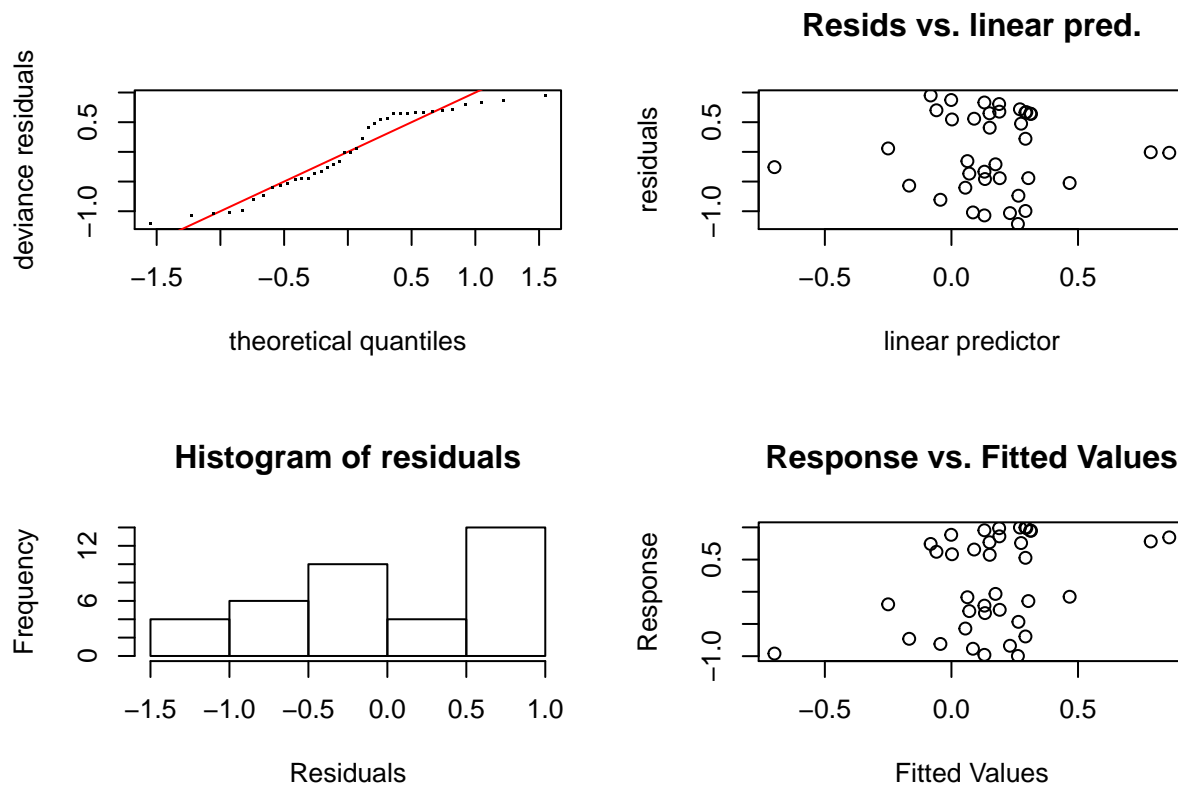 deviance residuals
0.5
−1.0
−1.5 −0.5 0.5 1.5
theoretical quantiles
Resids vs. linear pred.
residuals
0.5
−1.0
−0.5 0.0 0.5
linear predictor
Histogram of residuals
Frequency
12
6
0
−1.5 −1.0 −0.5 0.0 0.5 1.0
Residuals
Response vs. Fitted Values
Response
0.5
−1.0
−0.5 0.0 0.5
Fitted Values